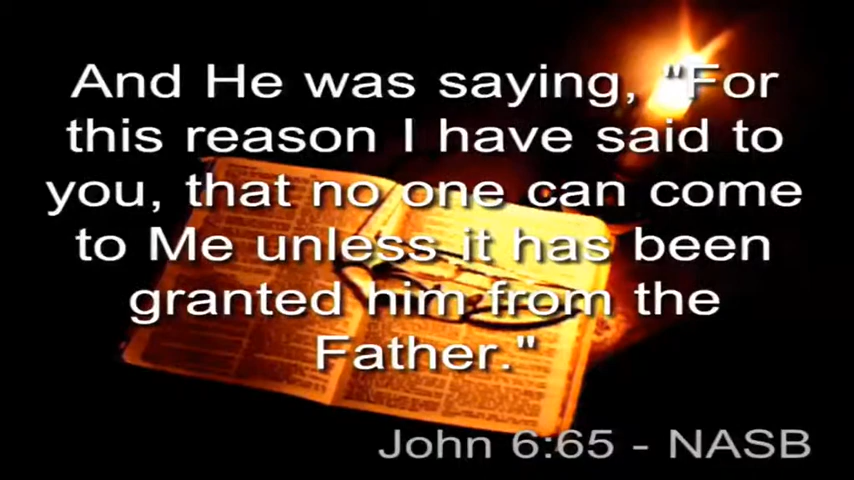 And He was saying, "For
this reason I have said to
you, that no one can come
to Me unless it has been
granted him from the
Father."
John 6:65 - NASB